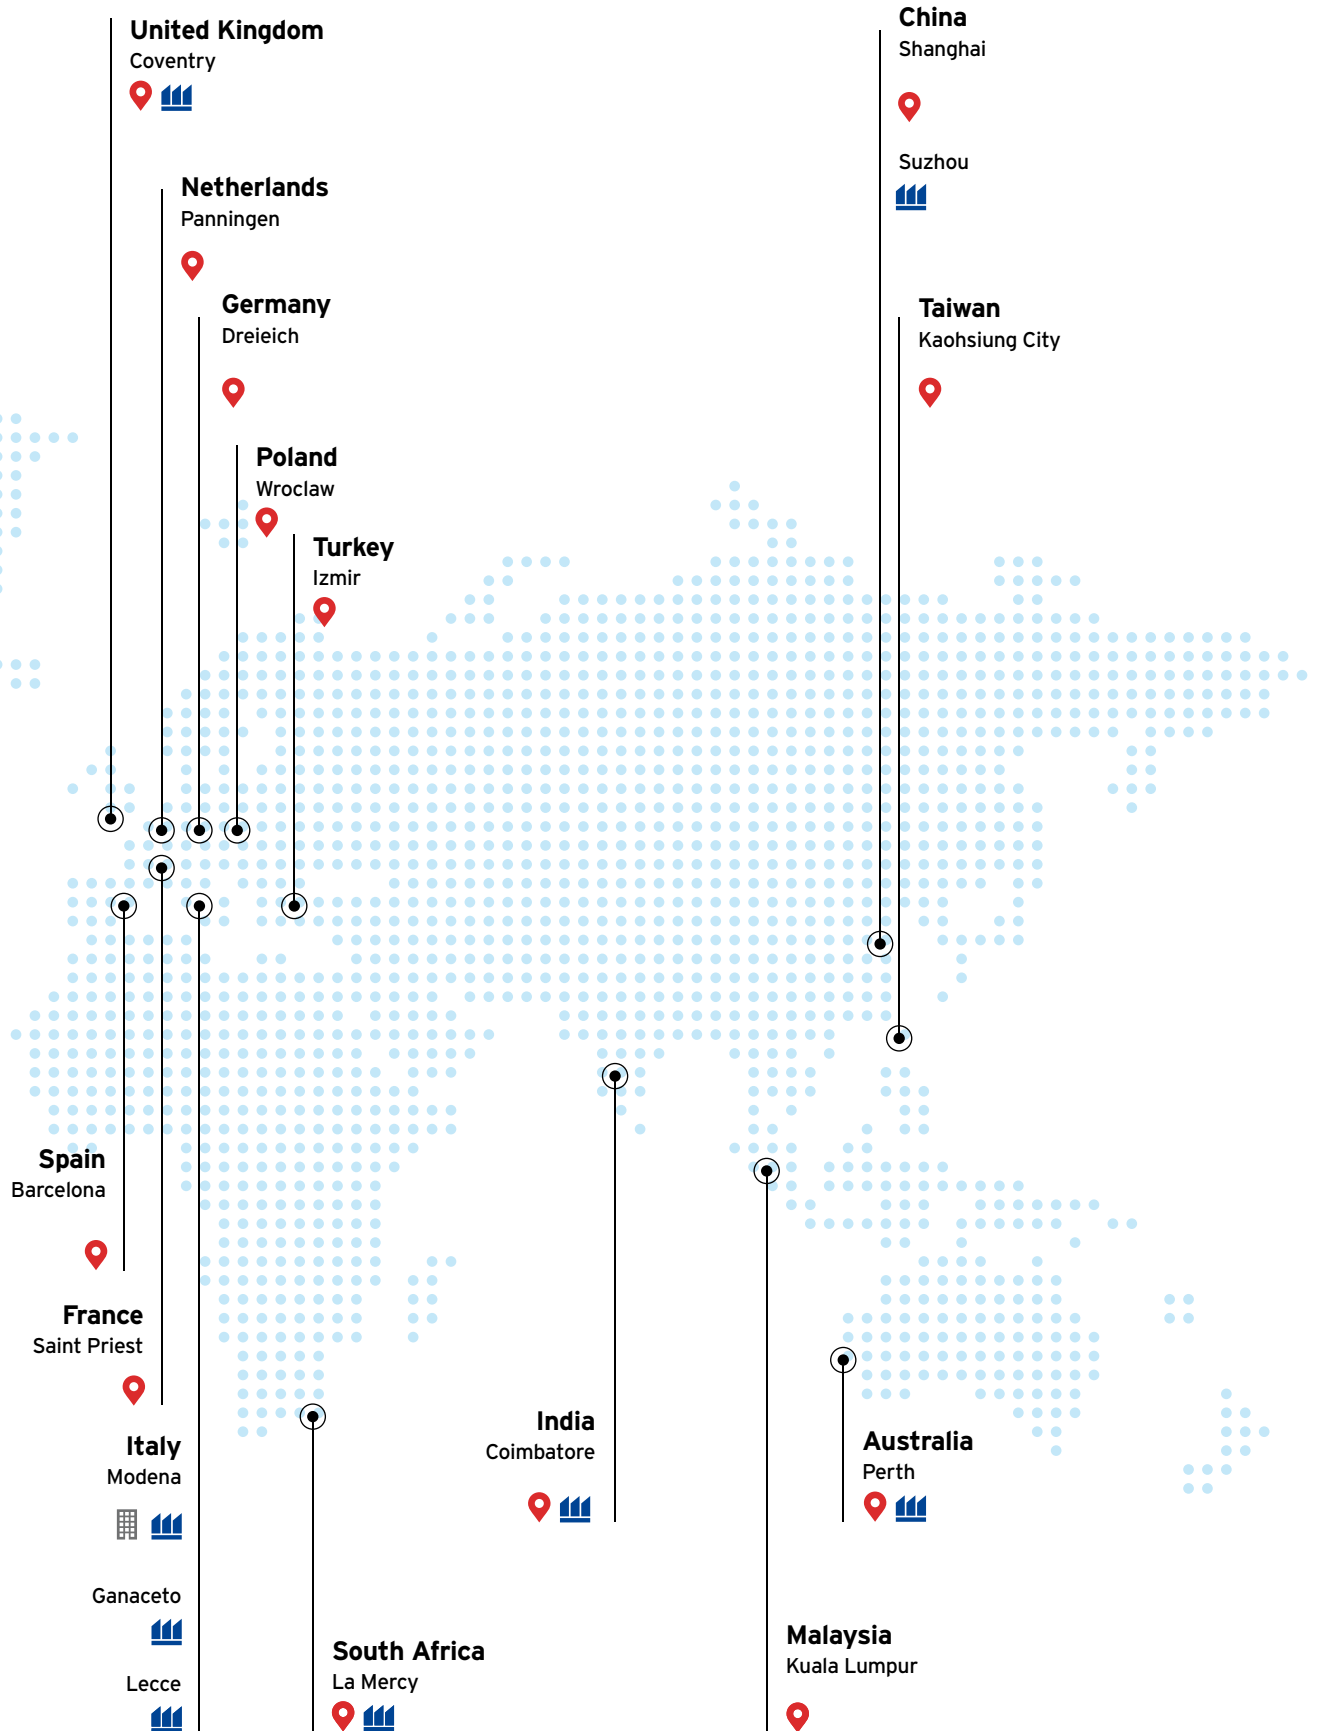 United Kingdom
Coventry
Netherlands
Panningen
Germany
Dreieich
Poland
Wroclaw
Turkey
Izmir
China
Shanghai
Suzhou
Taiwan
Kaohsiung City
Spain
Barcelona
France
Saint Priest
Italy
Modena
Ganaceto
Lecce
South Africa
La Mercy
India
Coimbatore
Malaysia
Kuala Lumpur
Australia
Perth